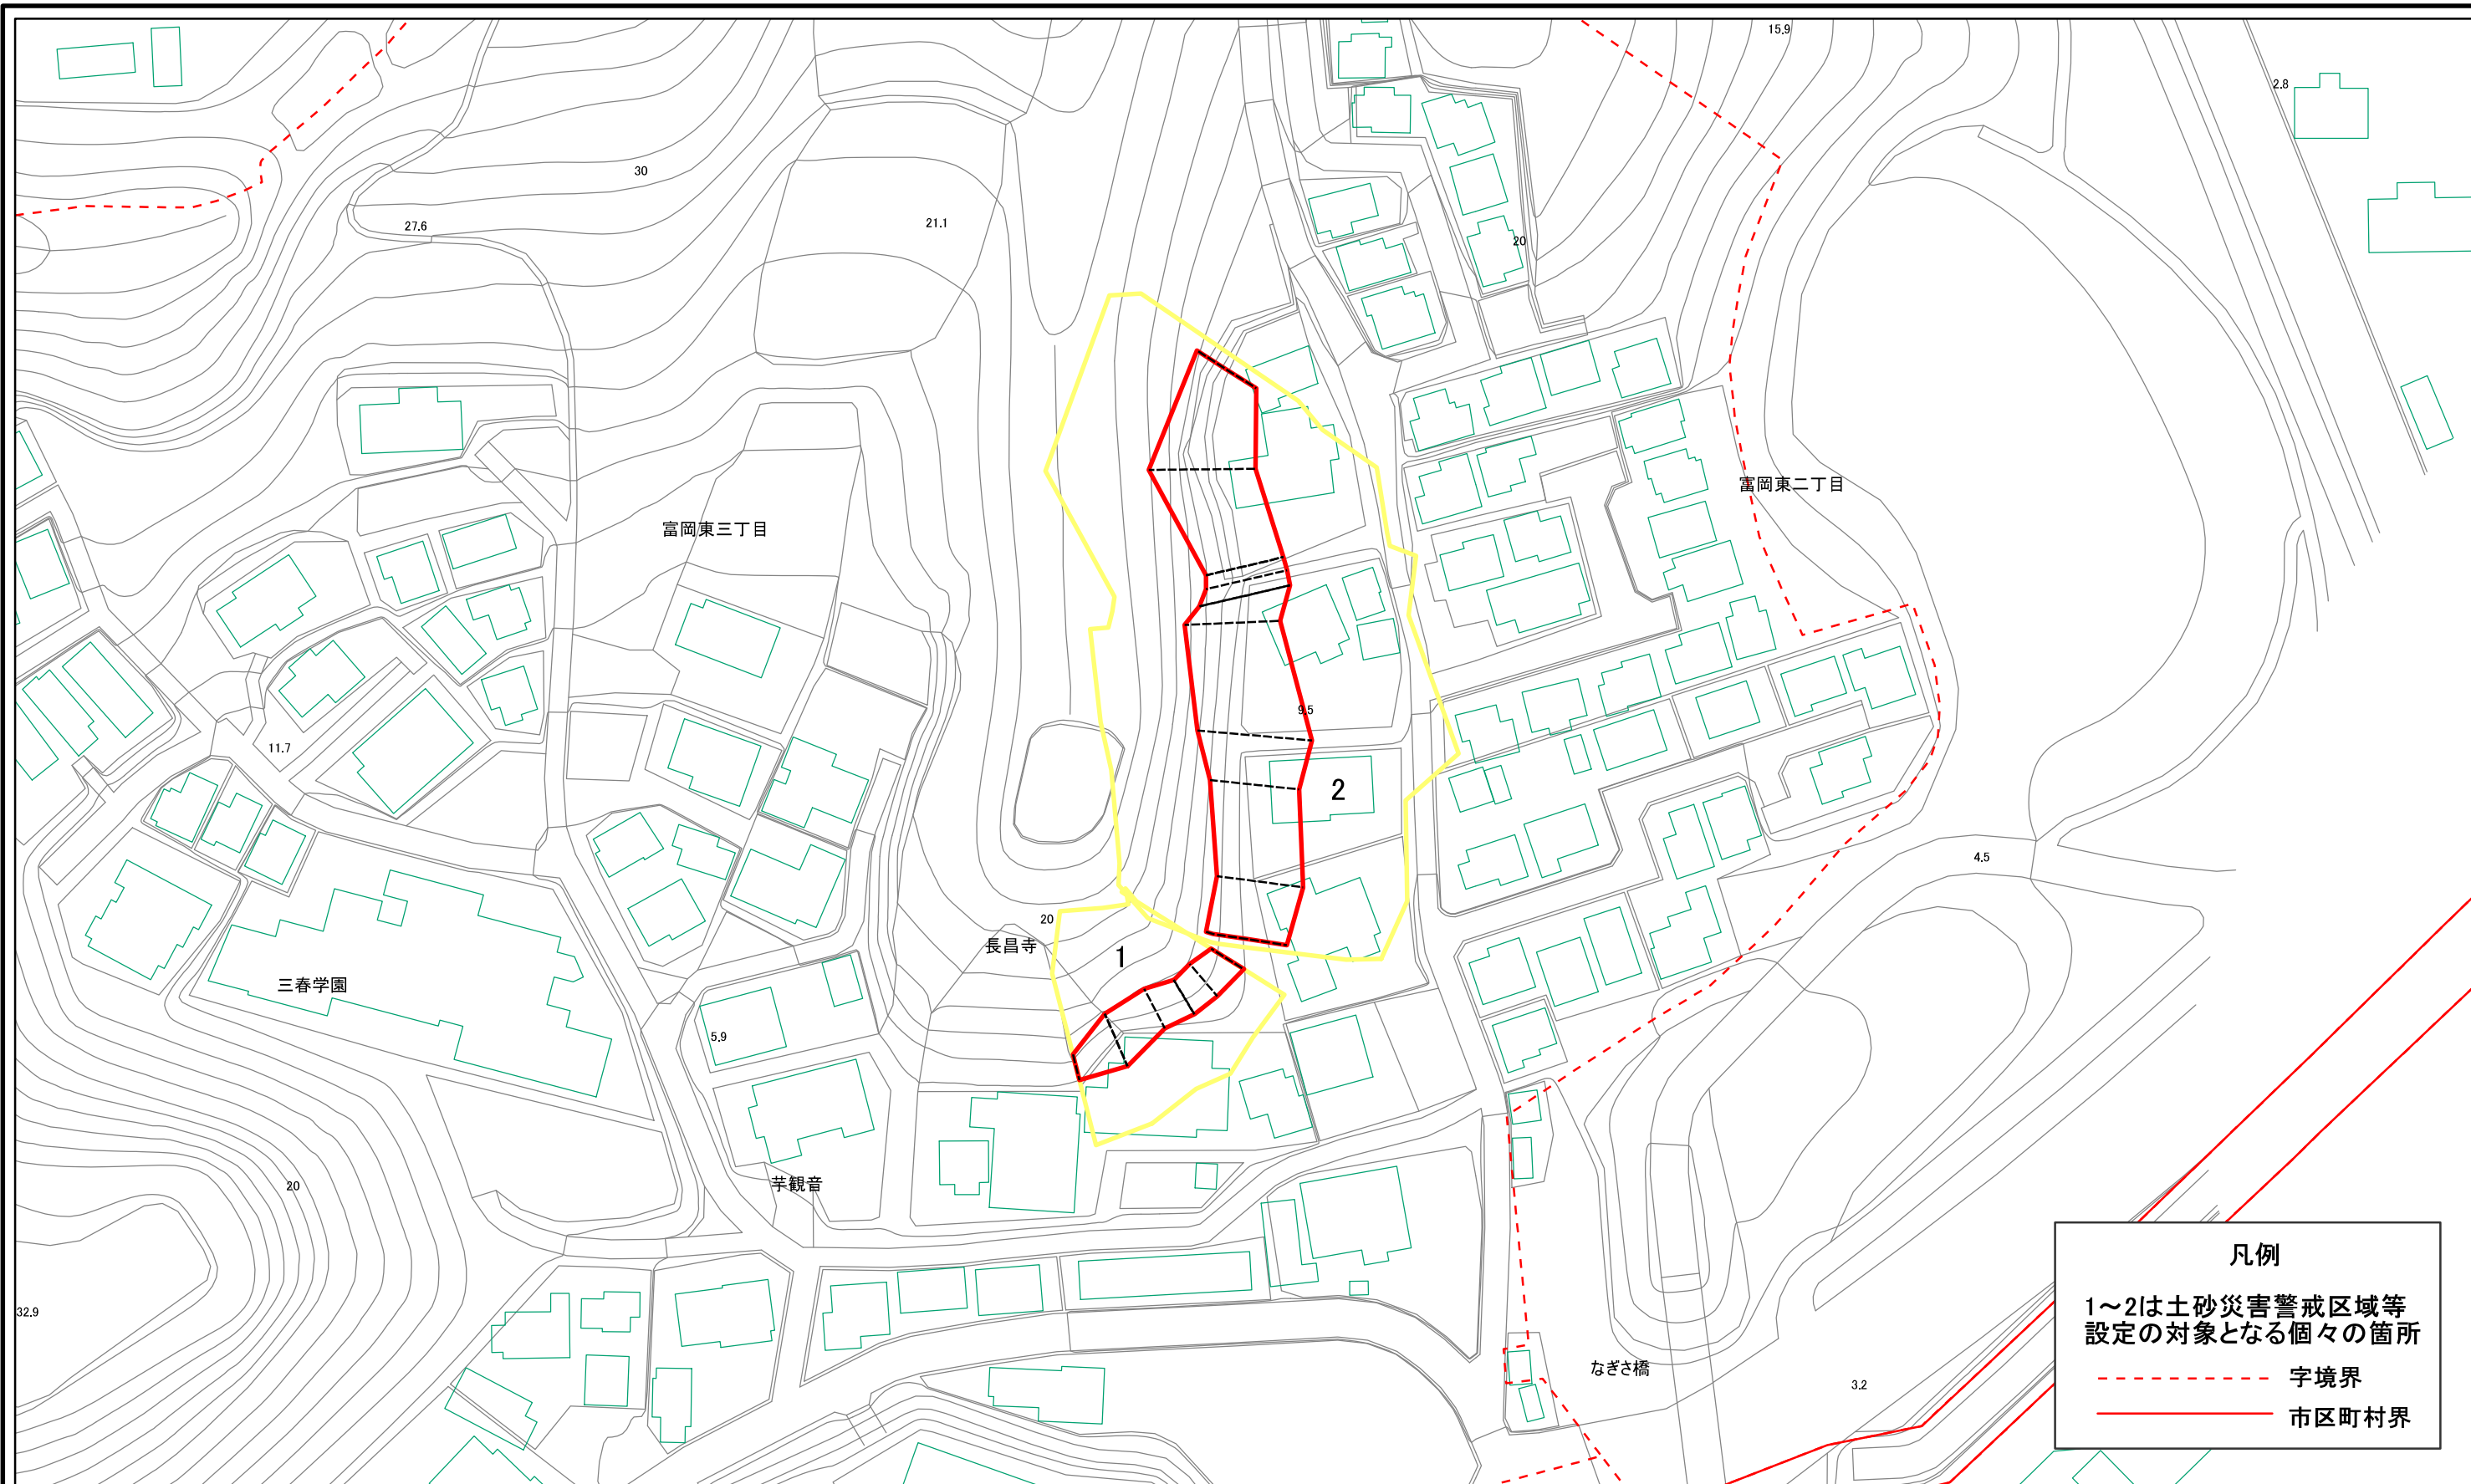 15.9
2.8
30
27.6
21.1
20
富岡東二丁目
富岡東三丁目
9.5
11.7
2
4.5
20
長昌寺
1
三春学園
5.9
芋観音
20
32.9
なぎさ橋
3.2
凡例
1～2は土砂災害警戒区域等
設定の対象となる個々の箇所
字境界
市区町村界